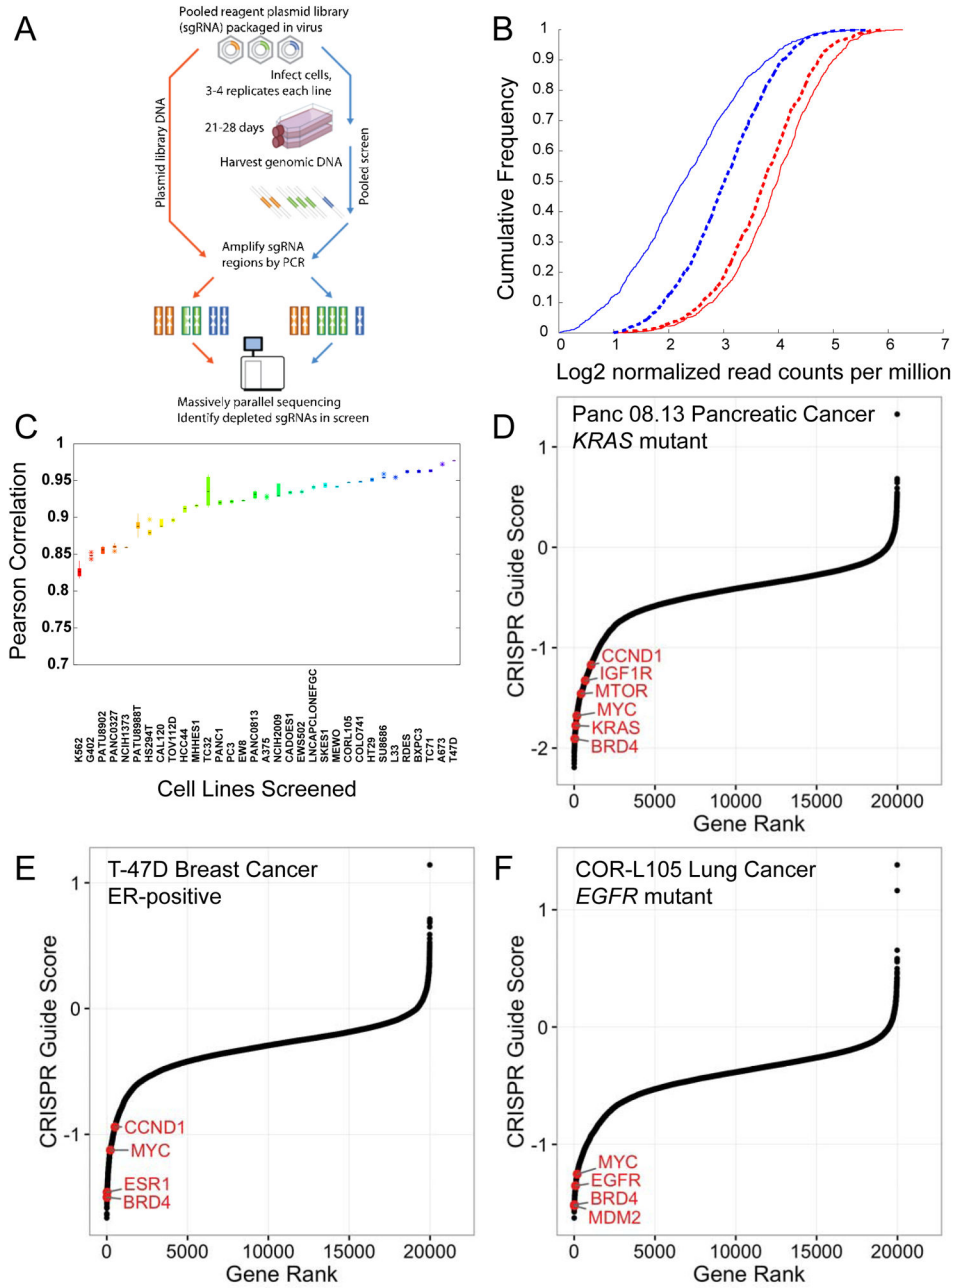 A
Pooled reagent plasmid library
(sgRNA) packaged in virus
Infect cells,
3-4 replicates each line
21-28 days
Harvest genomic DNA
Plasmid library DNA
Pooled screen
Amplify sgRNA
regions by PCR
Massively parallel sequencing
Identify depleted sgRNAs in screen
B
Cumulative Frequency
1
0.9
0.8
0.7
0.6
0.5
0.4
0.3
0.2
0.1
0
0 1 2 3 4 5 6 7
Log2 normalized read counts per million
C
Pearson Correlation
1
0.95
0.9
0.85
0.8
0.75
0.7
K562
G402
PATU8902
PANC0327
NCIH1373
PATU8988T
HS294T
CAL120
TOV112D
HCC44
MHHES1
TC32
PANC1
PC3
EW8
PANC0813
A375
NCIH2009
CADOES1
EWS502
LNCAPCLONEFGC
SKES1
MEWO
CORL105
COLO741
HT29
SU8686
L33
RDES
BXPC3
TC71
A673
T47D
Cell Lines Screened
D
Panc 08.13 Pancreatic Cancer
KRAS mutant
CRISPR Guide Score
1
0
-1
-2
CCND1
IGF1R
MTOR
MYC
KRAS
BRD4
0 5000 10000 15000 20000
Gene Rank
E
T-47D Breast Cancer
ER-positive
CRISPR Guide Score
1
0
-1
CCND1
MYC
ESR1
BRD4
0 5000 10000 15000 20000
Gene Rank
F
COR-L105 Lung Cancer
EGFR mutant
CRISPR Guide Score
1
0
-1
MYC
EGFR
BRD4
MDM2
0 5000 10000 15000 20000
Gene Rank